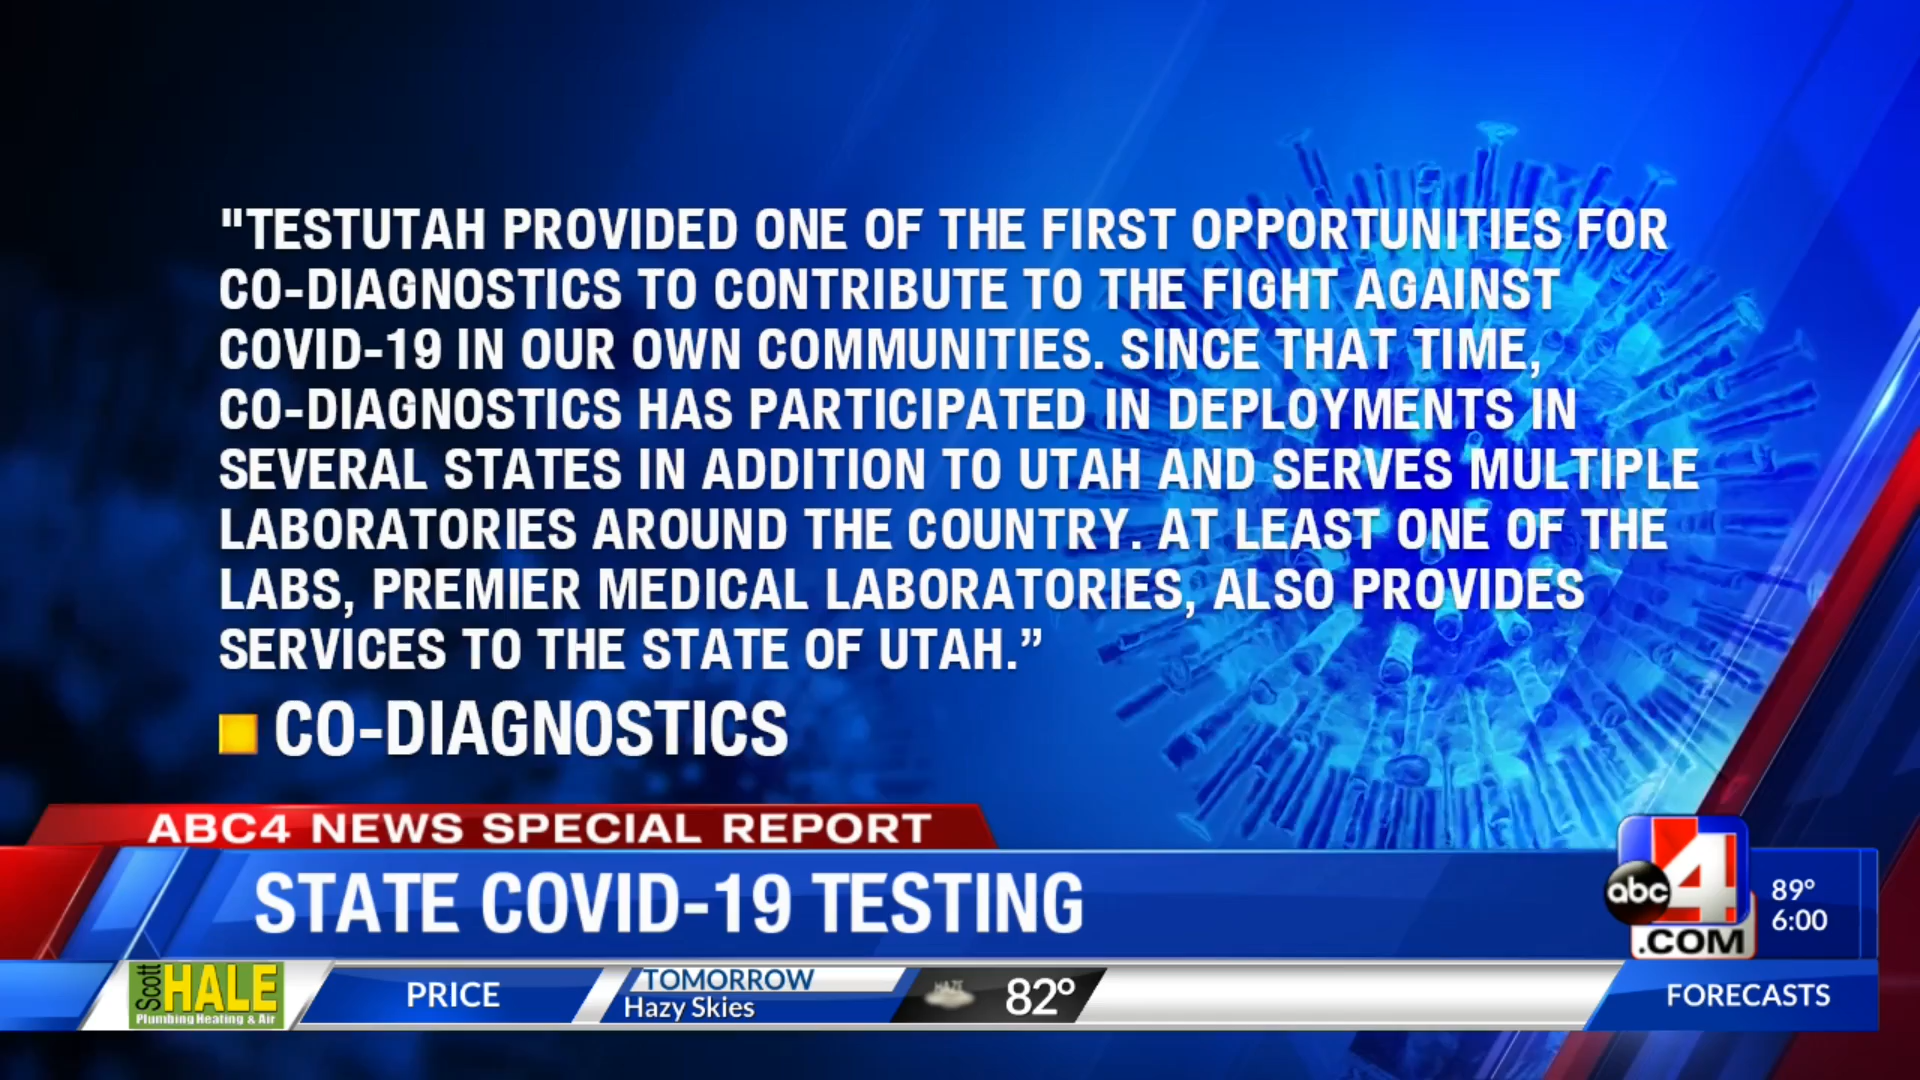 "TESTUTAH PROVIDED ONE OF THE FIRST OPPORTUNITIES FOR
CO-DIAGNOSTICS TO CONTRIBUTE TO THE FIGHT AGAINST
COVID-19 IN OUR OWN COMMUNITIES. SINCE THAT TIME,
CO-DIAGNOSTICS HAS PARTICIPATED IN DEPLOYMENTS IN
SEVERAL STATES IN ADDITION TO UTAH AND SERVES MULTIPLE
LABORATORIES AROUND THE COUNTRY. AT LEAST ONE OF THE
LABS, PREMIER MEDICAL LABORATORIES, ALSO PROVIDES
SERVICES TO THE STATE OF UTAH.”
CO-DIAGNOSTICS
ABC4 NEWS SPECIAL REPORT
STATE COVID-19 TESTING
abc 4
.COM
89°
6:00
Scott HALE
Plumbing Heating & Air
PRICE
TOMORROW
Hazy Skies
HAZE
82°
FORECASTS